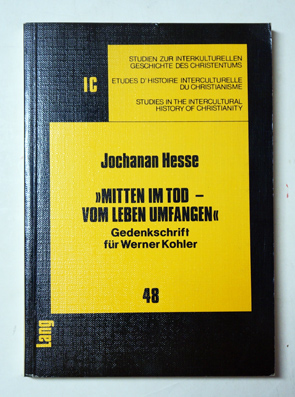 IC
STUDIEN ZUR INTERKULTURELLEN
GESCHICHTE DES CHRISTENTUMS
ETUDES D'HISTOIRE INTERCULTURELLE
DU CHRISTIANISME
STUDIES IN THE INTERCULTURAL
HISTORY OF CHRISTIANITY
Jochanan Hesse
»MITTEN IM TOD –
VOM LEBEN UMFANGEN«
Gedenkschrift
für Werner Kohler
48
Lang